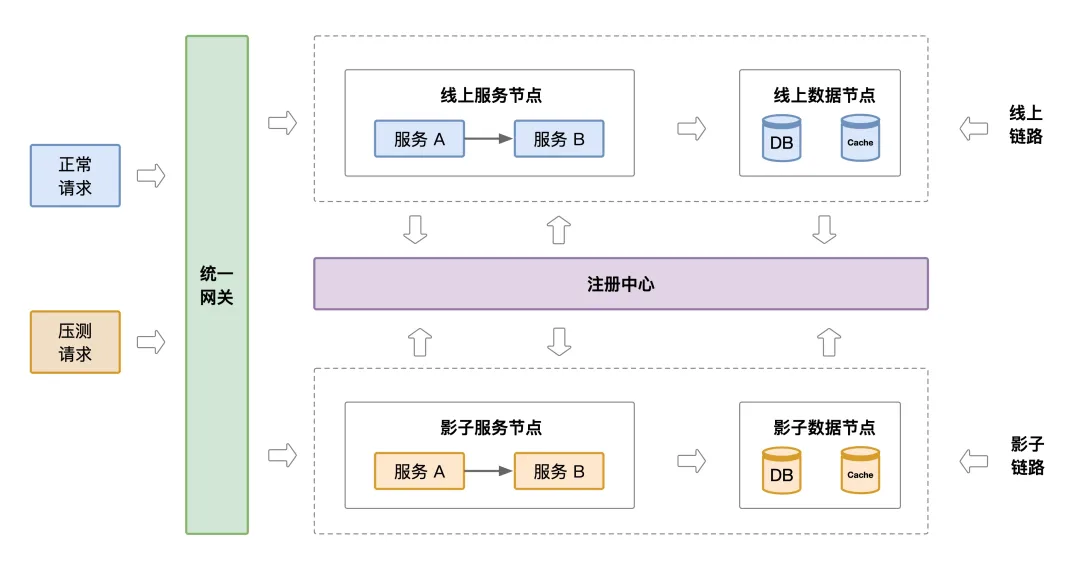 正常
请求
压测
请求
统一
网关
线上服务节点
服务 A
服务 B
线上数据节点
DB
Cache
线上
链路
注册中心
影子服务节点
服务 A
服务 B
影子数据节点
DB
Cache
影子
链路